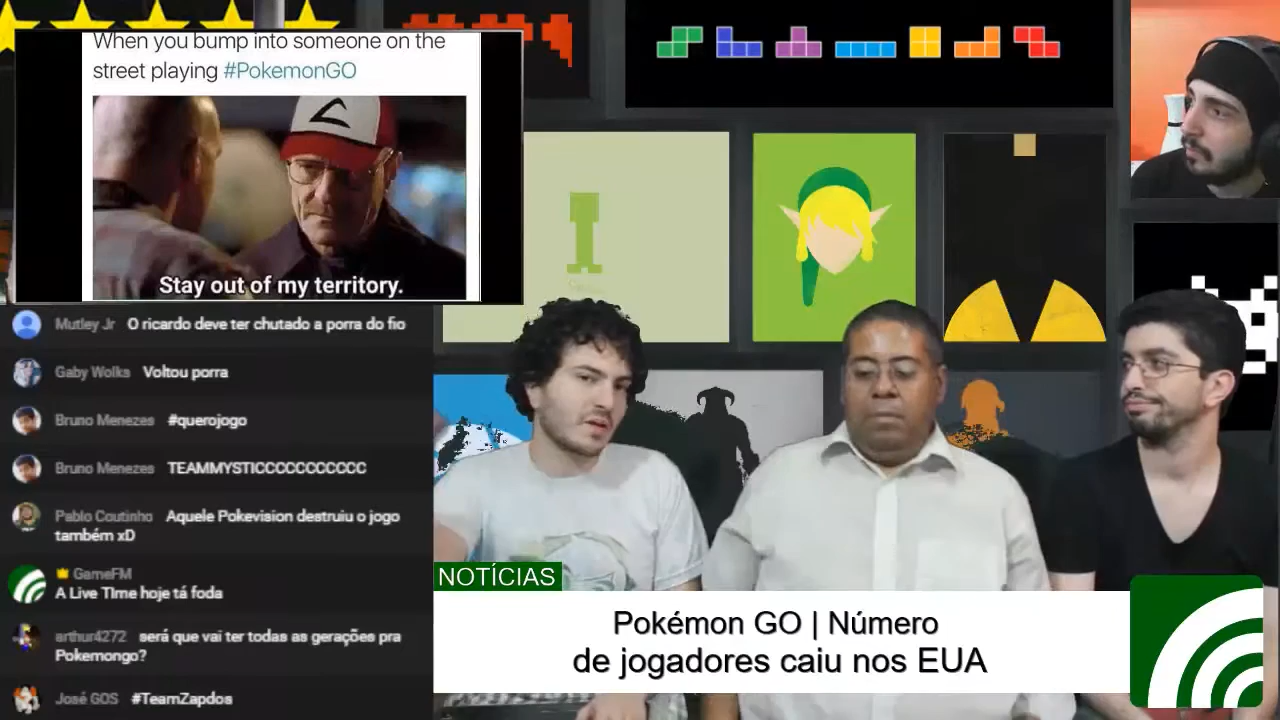 When you bump into someone on the
street playing #PokemonGO
Stay out of my territory.
Mutley Jr O ricardo deve ter chutado a porra do fio
Gaby Wolks Voltou porra
Bruno Menezes #querojogo
Bruno Menezes TEAMMYSTICCCCCCCCCCC
Pablo Coutinho Aquele Pokevision destruiu o jogo
também xD
GameFM
A Live TIme hoje tá foda
arthur4272 será que vai ter todas as gerações pra
Pokemongo?
José GOS #TeamZapdos
NOTÍCIAS
Pokémon GO | Número
de jogadores caiu nos EUA